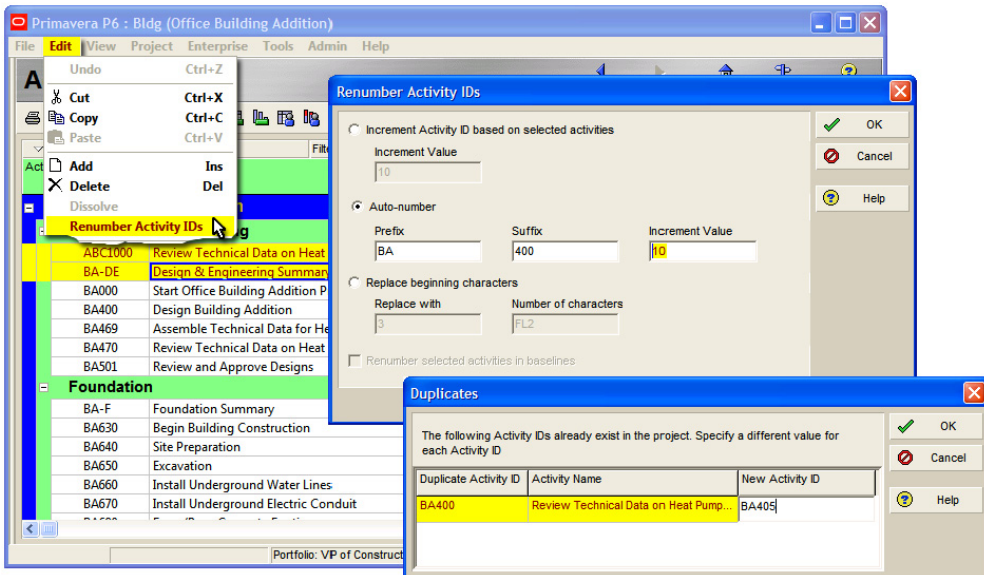 Primavera P6 : Bldg (Office Building Addition)
File Edit View Project Enterprise Tools Admin Help
Undo Ctrl+Z
Cut Ctrl+X
Copy Ctrl+C
Paste Ctrl+V
Add Ins
Delete Del
Dissolve
Renumber Activity IDs
ABC1000 Review Technical Data on Heat
BA-DE Design & Engineering Summary
BA000 Start Office Building Addition P
BA400 Design Building Addition
BA469 Assemble Technical Data for He
BA470 Review Technical Data on Heat
BA501 Review and Approve Designs
Foundation
BA-F Foundation Summary
BA630 Begin Building Construction
BA640 Site Preparation
BA650 Excavation
BA660 Install Underground Water Lines
BA670 Install Underground Electric Conduit
Portfolio: VIP of Construct
Renumber Activity IDs
Increment Activity ID based on selected activities
Increment Value
10
Auto-number
Prefix Suffix Increment Value
BA 400 10
Replace beginning characters
Replace with Number of characters
3 FL2
Renumber selected activities in baselines
OK
Cancel
Help
Duplicates
The following Activity IDs already exist in the project. Specify a different value for
each Activity ID
Duplicate Activity ID Activity Name New Activity ID
BA400 Review Technical Data on Heat Pump... BA405
OK
Cancel
Help